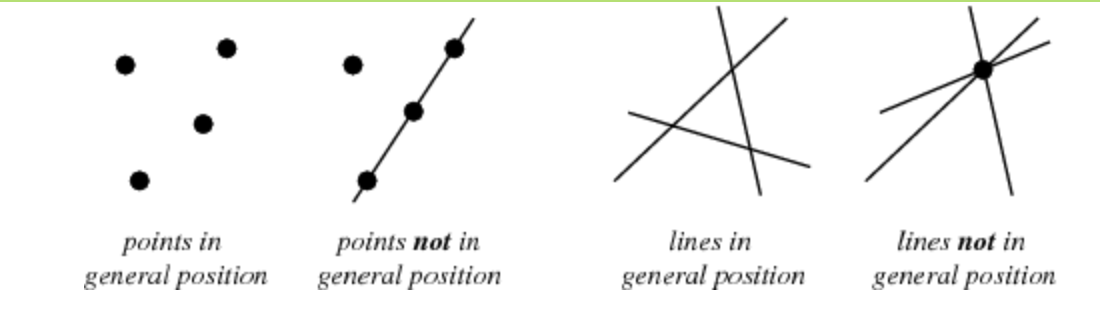 points in
general position
points not in
general position
lines in
general position
lines not in
general position